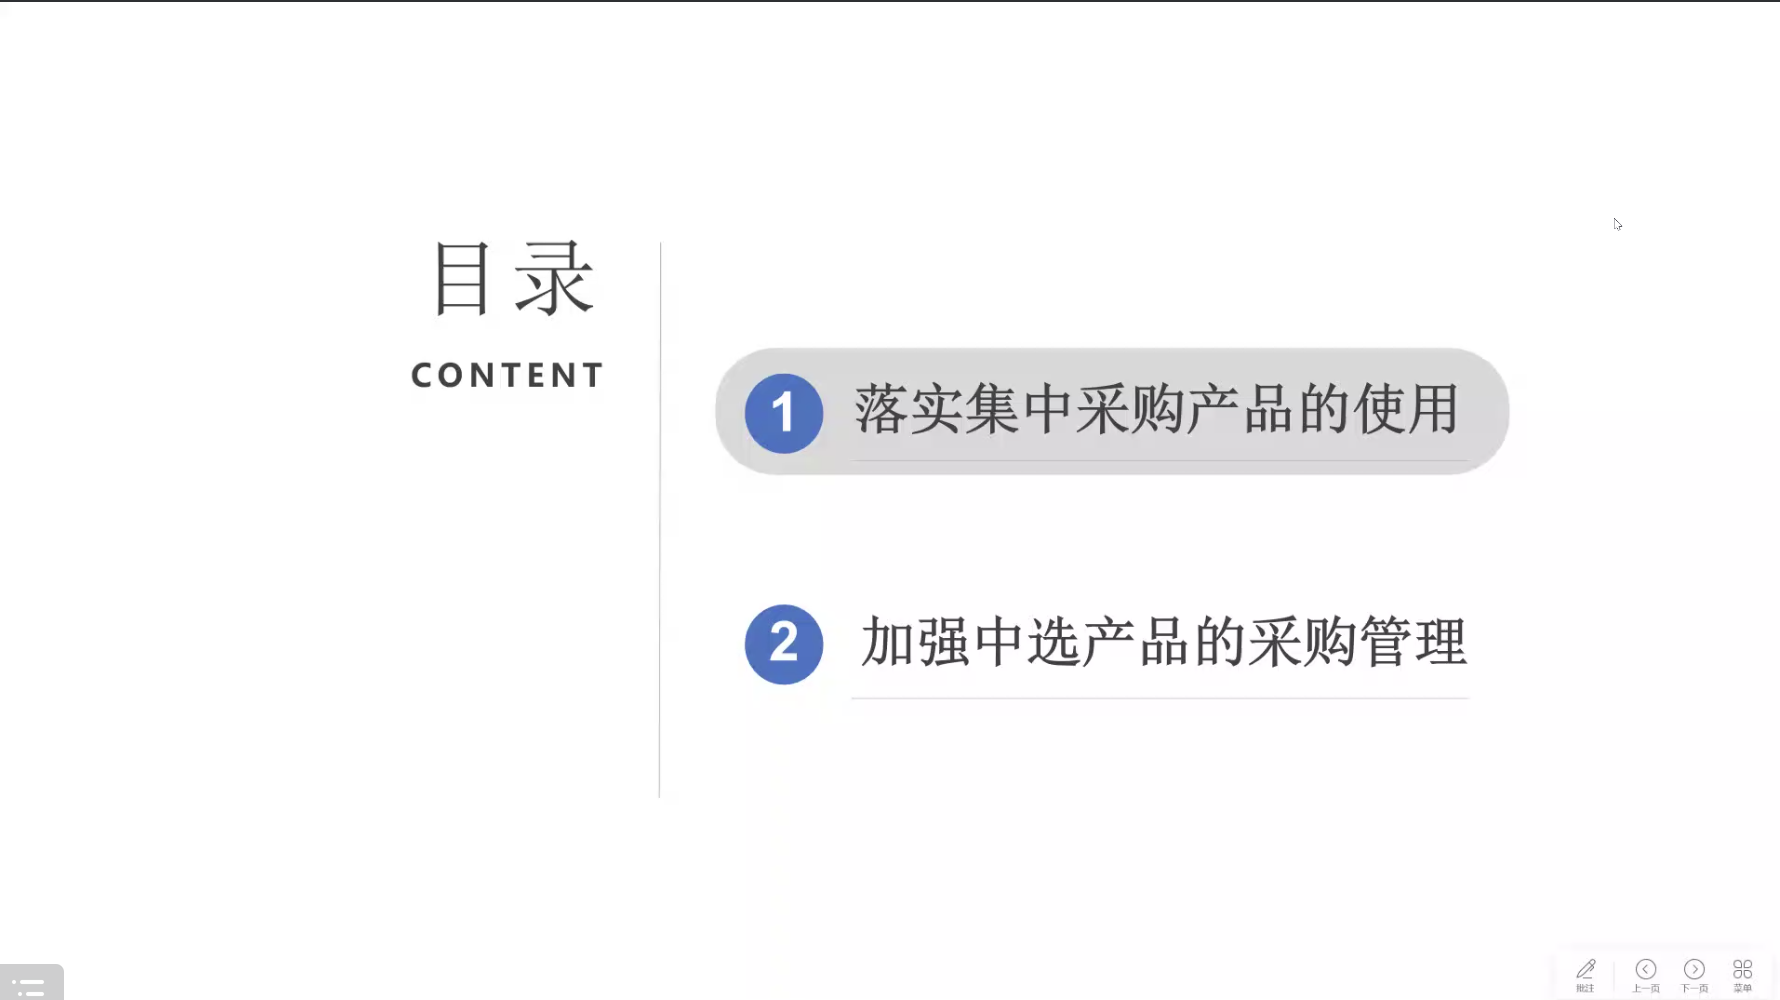 目录
CONTENT
1 落实集中采购产品的使用
2 加强中选产品的采购管理
批注 上一页 下一页 菜单